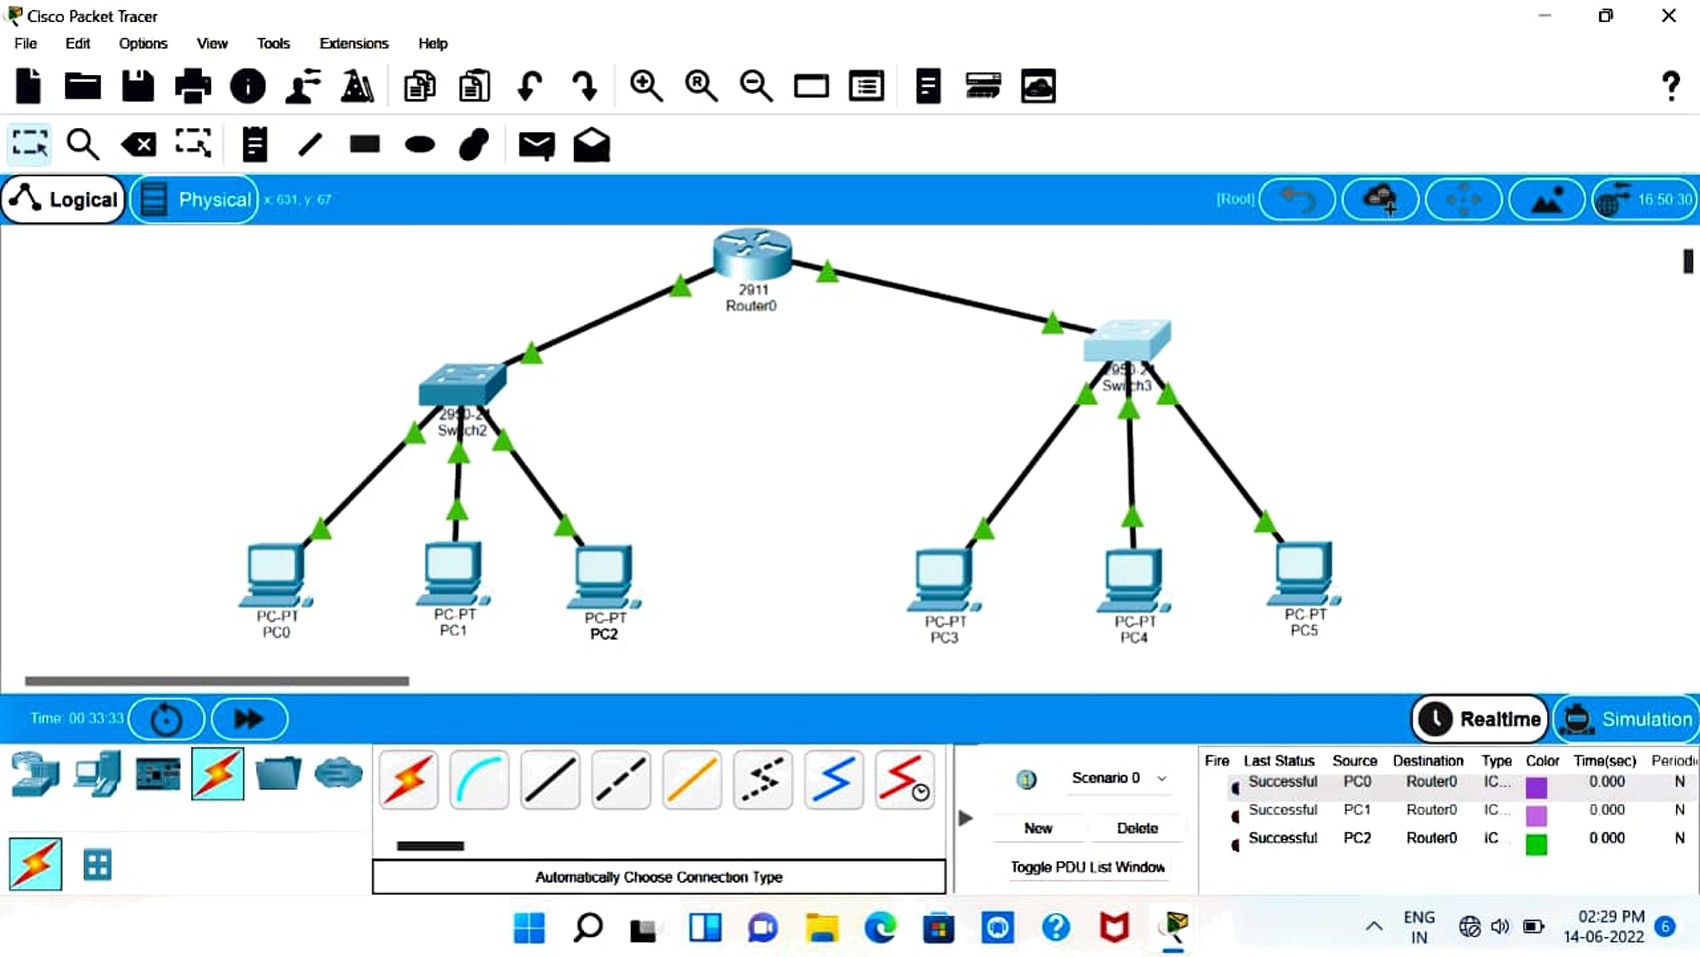 Cisco Packet Tracer
File Edit Options View Tools Extensions Help
Logical Physical x: 631, y: 67 [Root] 16:50:30
2911
Router0
2950-24
Switch3
2950-24
Switch2
PC-PT
PC0
PC-PT
PC1
PC-PT
PC2
PC-PT
PC3
PC-PT
PC4
PC-PT
PC5
Time: 00:33:33 Realtime Simulation
Scenario 0
New Delete
Toggle PDU List Window
Automatically Choose Connection Type
Fire Last Status Source Destination Type Color Time(sec) Periodi
Successful PC0 Router0 IC... 0.000 N
Successful PC1 Router0 IC... 0.000 N
Successful PC2 Router0 IC 0.000 N
ENG
IN
02:29 PM
14-06-2022
6